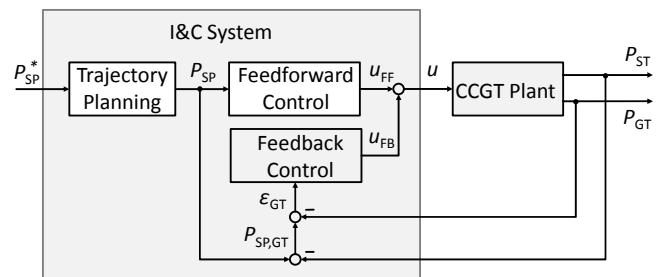 I&C System
P*SP
Trajectory
Planning
PSP
Feedforward
Control
uFF
u
CCGT Plant
PST
PGT
Feedback
Control
uFB
εGT
−
PSP,GT
−